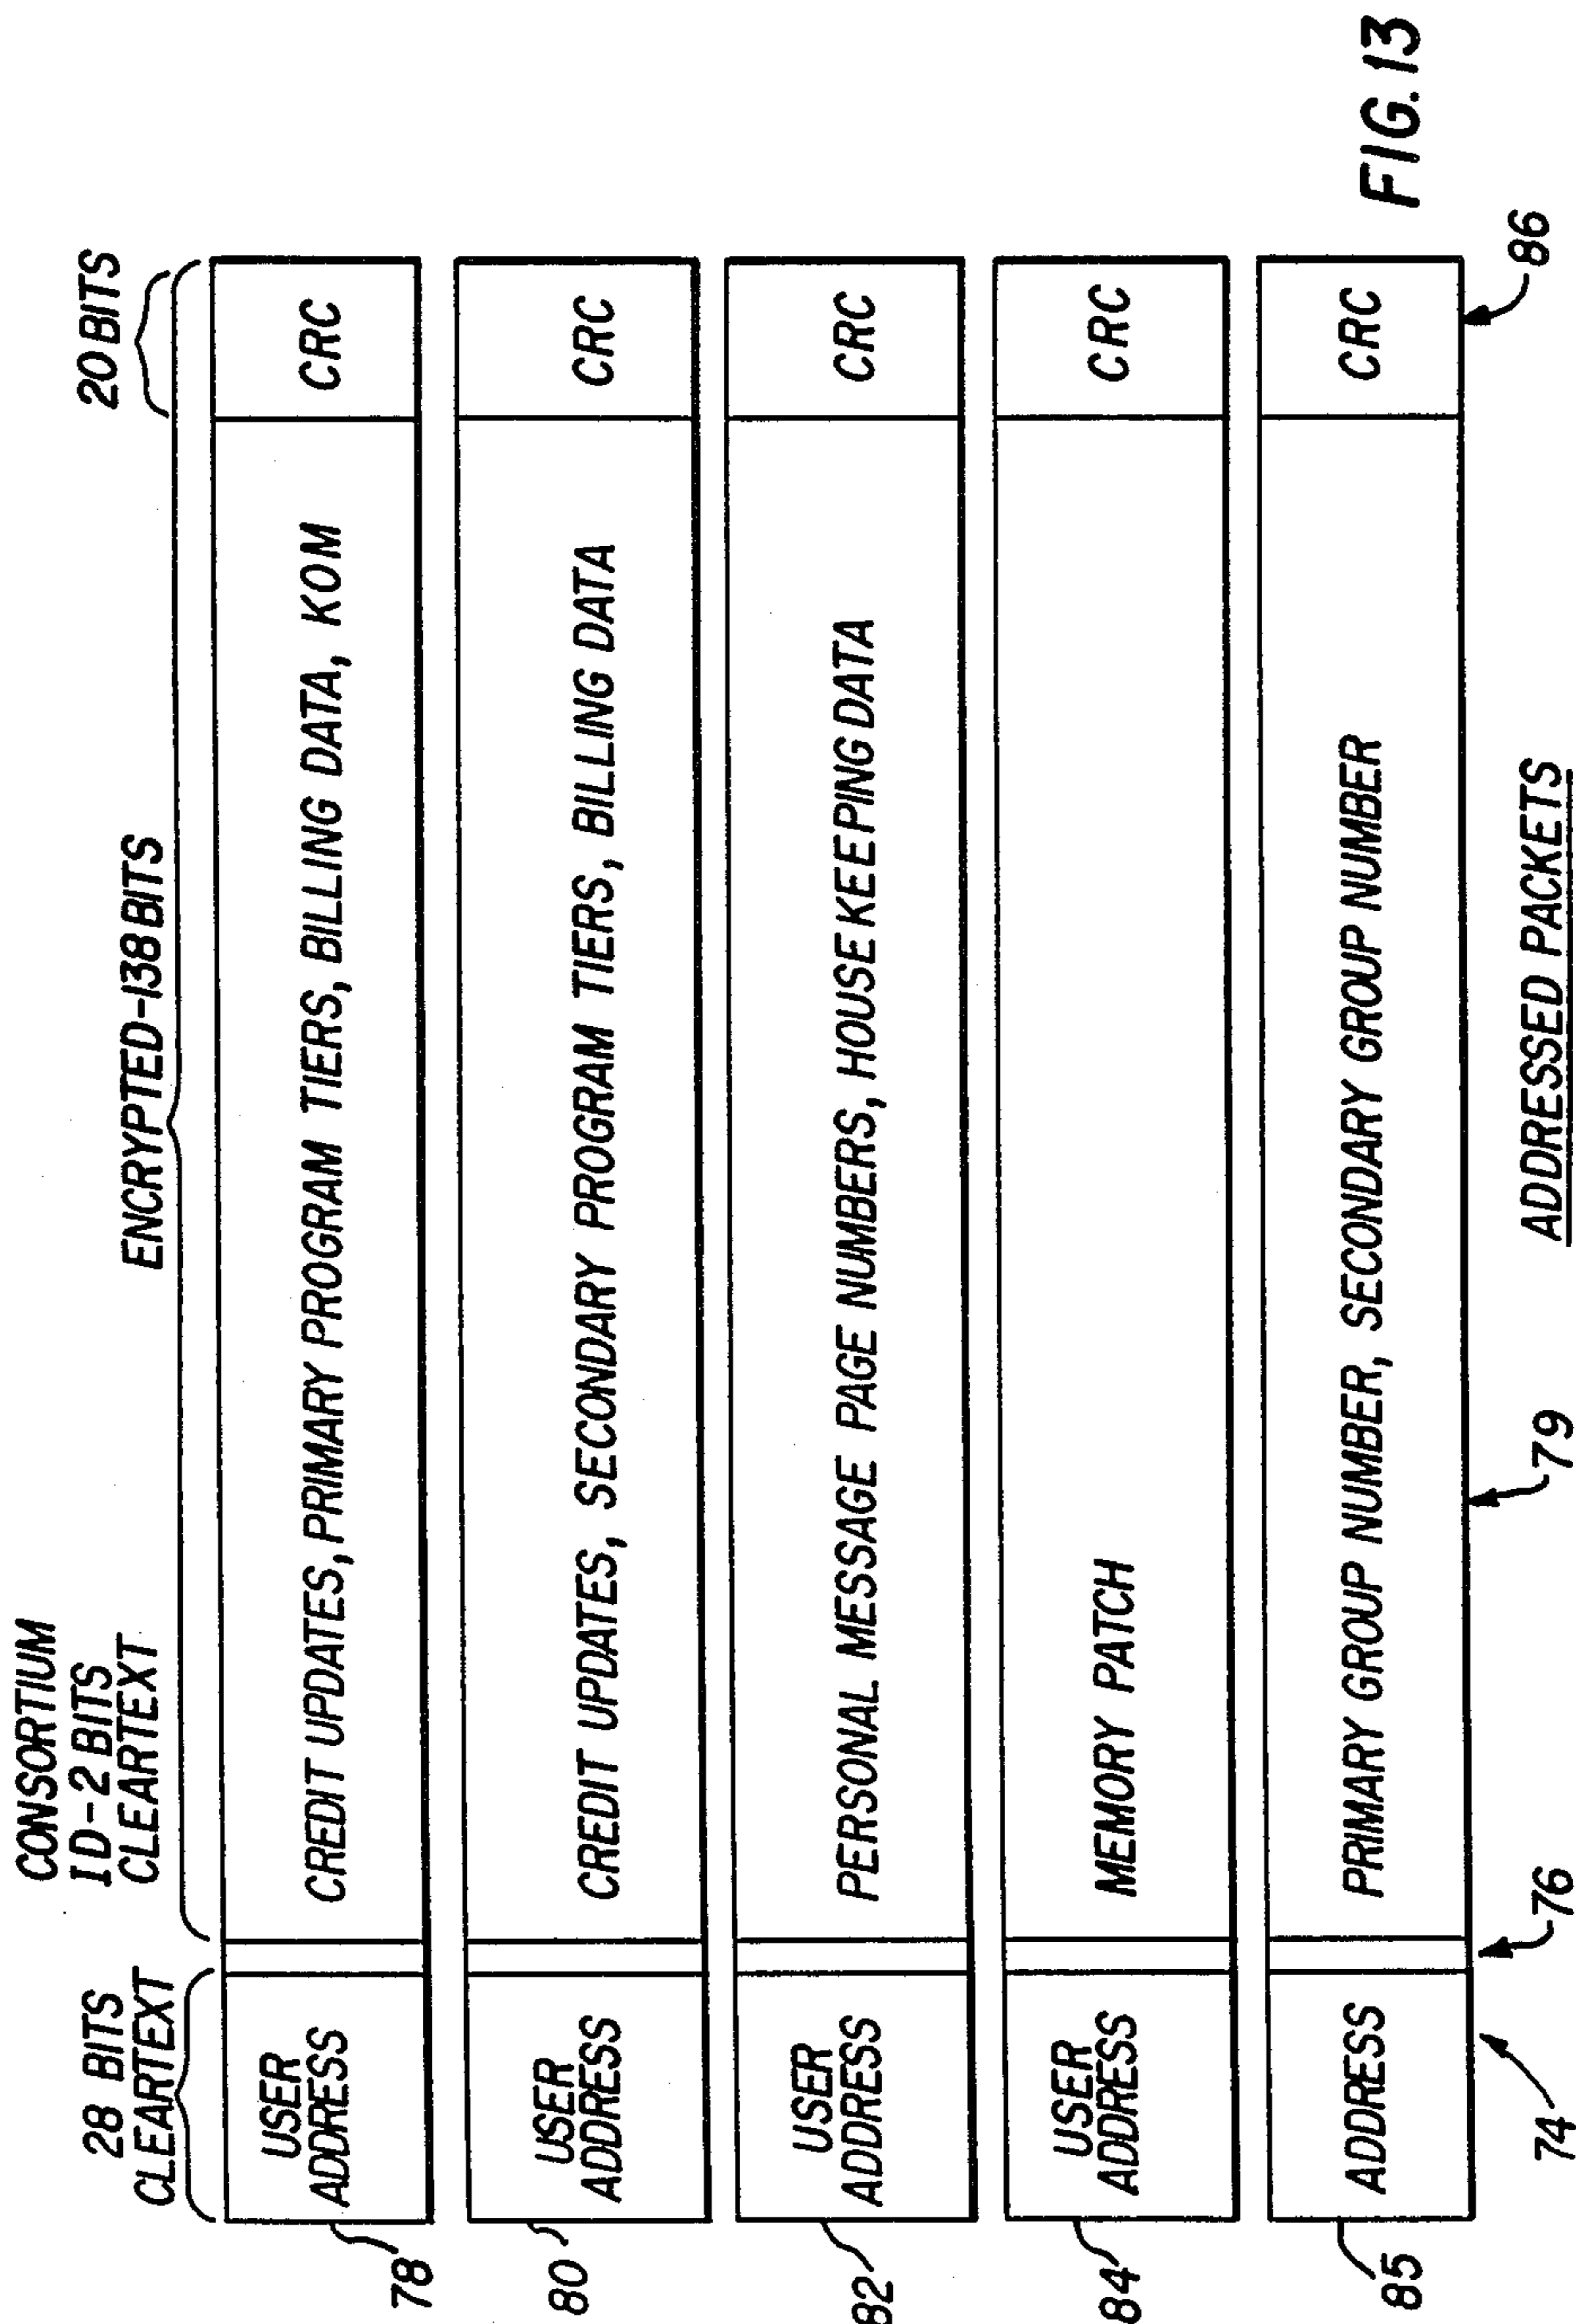 28 BITS
CLEARTEXT
CONSORTIUM
ID-2 BITS
CLEARTEXT
ENCRYPTED-138 BITS
20 BITS
78
USER
ADDRESS
CREDIT UPDATES, PRIMARY PROGRAM TIERS, BILLING DATA, KOM
CRC
80
USER
ADDRESS
CREDIT UPDATES, SECONDARY PROGRAM TIERS, BILLING DATA
CRC
82
USER
ADDRESS
PERSONAL MESSAGE PAGE NUMBERS, HOUSEKEEPING DATA
CRC
84
USER
ADDRESS
MEMORY PATCH
CRC
85
ADDRESS
PRIMARY GROUP NUMBER, SECONDARY GROUP NUMBER
CRC
74
76
79
86
ADDRESSED PACKETS
FIG. 13